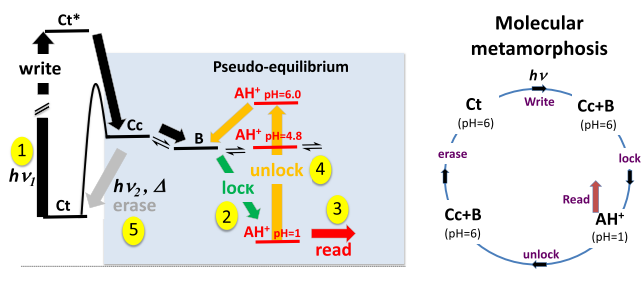 Ct*
write
1
hν1
Ct
Pseudo-equilibrium
Cc
B
AH+ pH=6.0
AH+ pH=4.8
unlock
4
lock
2
3
hν2, Δ
erase
5
AH+ pH=1
read
Molecular
metamorphosis
hν
Write
Ct
(pH=6)
Cc+B
(pH=6)
erase
lock
Read
Cc+B
(pH=6)
AH+
(pH=1)
unlock